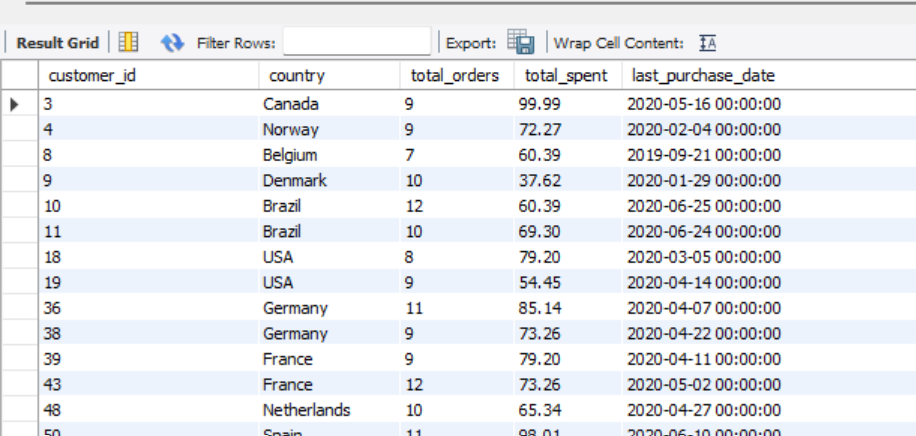 Result Grid Filter Rows: Export: Wrap Cell Content: IA
customer_id country total_orders total_spent last_purchase_date
3 Canada 9 99.99 2020-05-16 00:00:00
4 Norway 9 72.27 2020-02-04 00:00:00
8 Belgium 7 60.39 2019-09-21 00:00:00
9 Denmark 10 37.62 2020-01-29 00:00:00
10 Brazil 12 60.39 2020-06-25 00:00:00
11 Brazil 10 69.30 2020-06-24 00:00:00
18 USA 8 79.20 2020-03-05 00:00:00
19 USA 9 54.45 2020-04-14 00:00:00
36 Germany 11 85.14 2020-04-07 00:00:00
38 Germany 9 73.26 2020-04-22 00:00:00
39 France 9 79.20 2020-04-11 00:00:00
43 France 12 73.26 2020-05-02 00:00:00
48 Netherlands 10 65.34 2020-04-27 00:00:00
50 Spain 11 98.01 2020-06-10 00:00:00